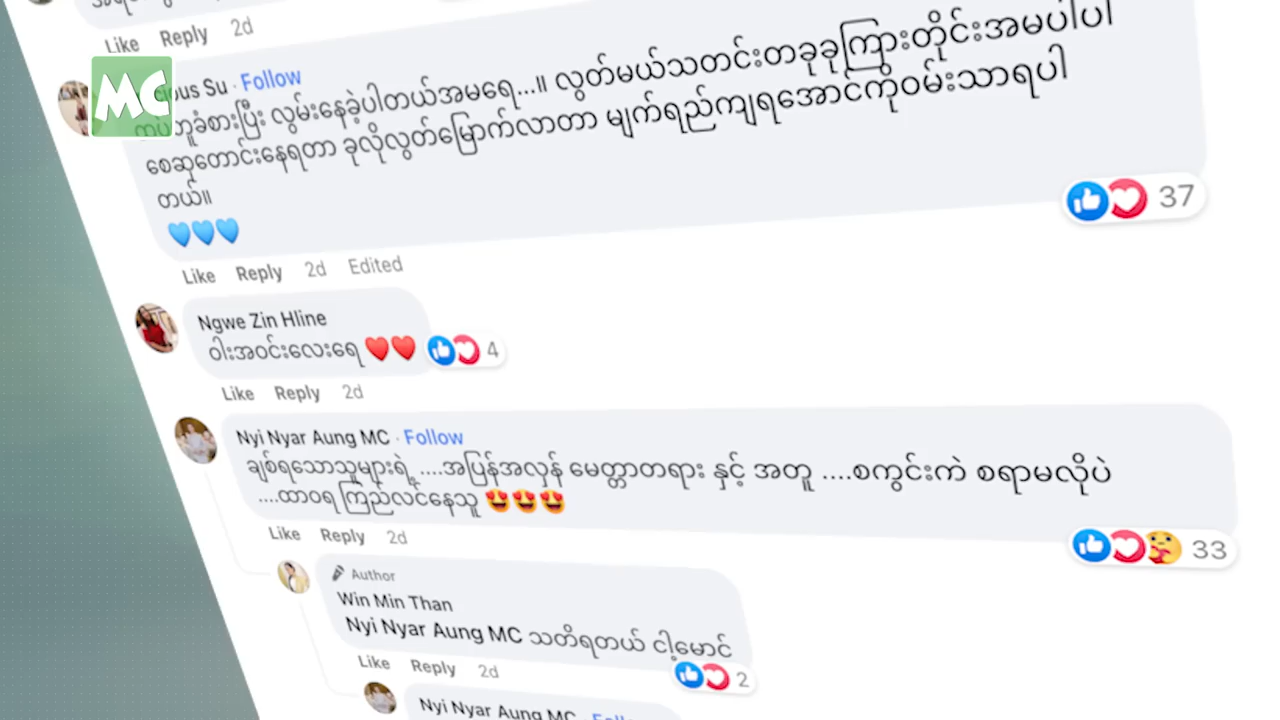 Like Reply 2d
MC
Su · Follow
ခံစားပြီး လွမ်းနေခဲ့ပါတယ်အမရေ...။ လွတ်မယ်သတင်းတခုခုကြားတိုင်းအမပါပါ
စေဆုတောင်းနေရတာ ခုလိုလွတ်မြောက်လာတာ မျက်ရည်ကျရအောင်ကိုဝမ်းသာရပါ
တယ်။
💙💙💙
37
Like Reply 2d Edited
Ngwe Zin Hline
ဝါးအဝင်းလေးရေ ❤️❤️ 4
Like Reply 2d
Nyi Nyar Aung MC · Follow
ချစ်ရသောသူများရဲ့ ....အပြန်အလှန် မေတ္တာတရား နှင့် အတူ ....စကွင်းကဲ စရာမလိုပဲ
....ထာဝရ ကြည်လင်နေသူ 😍😍😍
33
Like Reply 2d
Author
Win Min Than
Nyi Nyar Aung MC သတိရတယ် ငါ့မောင်
Like Reply 2d 2
Nyi Nyar Aung MC